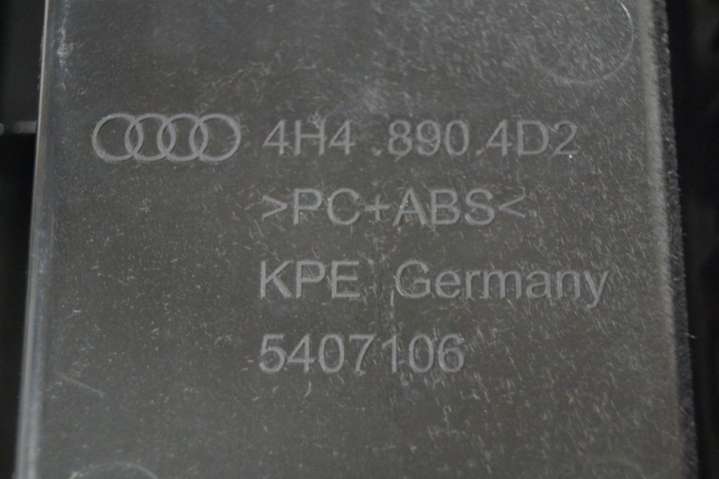 4H4 .890.4D2
>PC+ABS<
KPE Germany
5407106